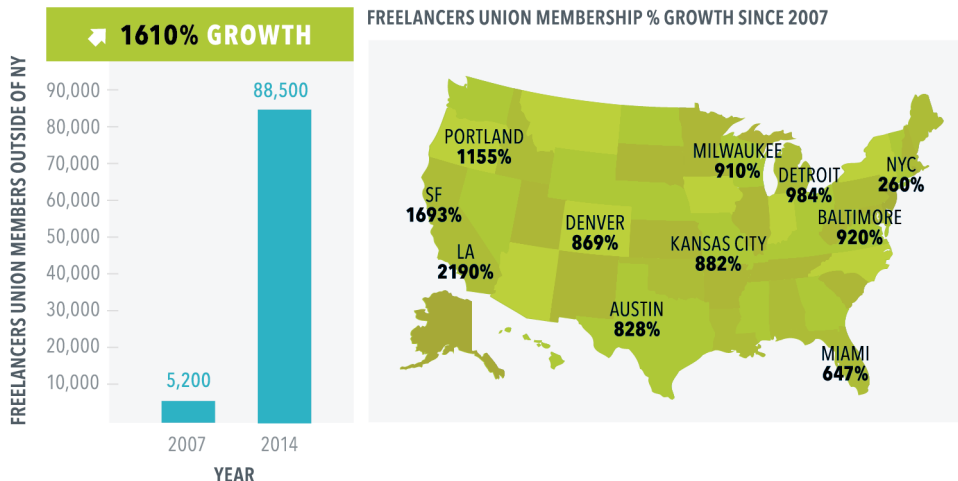 1610% GROWTH
FREELANCERS UNION MEMBERS OUTSIDE OF NY
90,000
80,000
70,000
60,000
50,000
40,000
30,000
20,000
10,000
88,500
5,200
2007
2014
YEAR
FREELANCERS UNION MEMBERSHIP % GROWTH SINCE 2007
PORTLAND
1155%
MILWAUKEE
910%
DETROIT
984%
NYC
260%
SF
1693%
DENVER
869%
BALTIMORE
920%
LA
2190%
KANSAS CITY
882%
AUSTIN
828%
MIAMI
647%